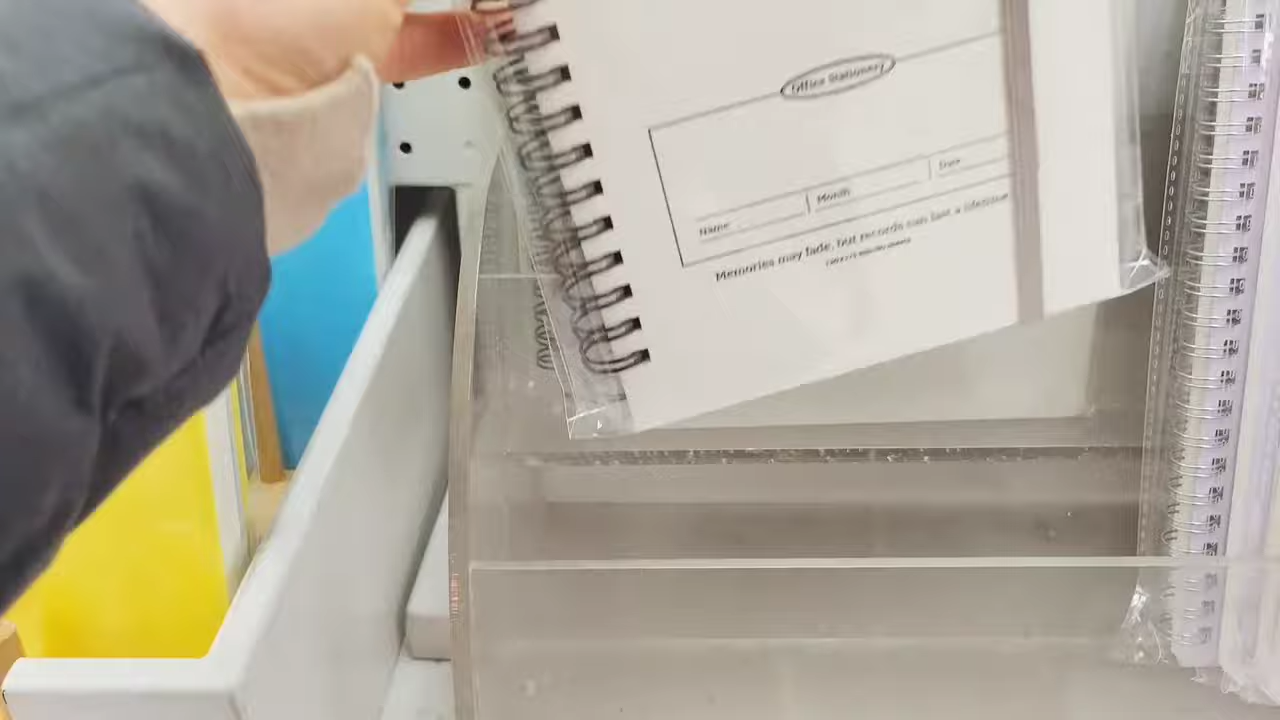 Office Stationery
Name
Month
Date
Memories may fade, but records can last a lifetime